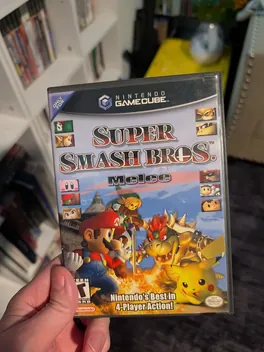 NINTENDO
GAMECUBE
SUPER
SMASH BROS.
Melee
T
Nintendo's Best in
4-Player Action!